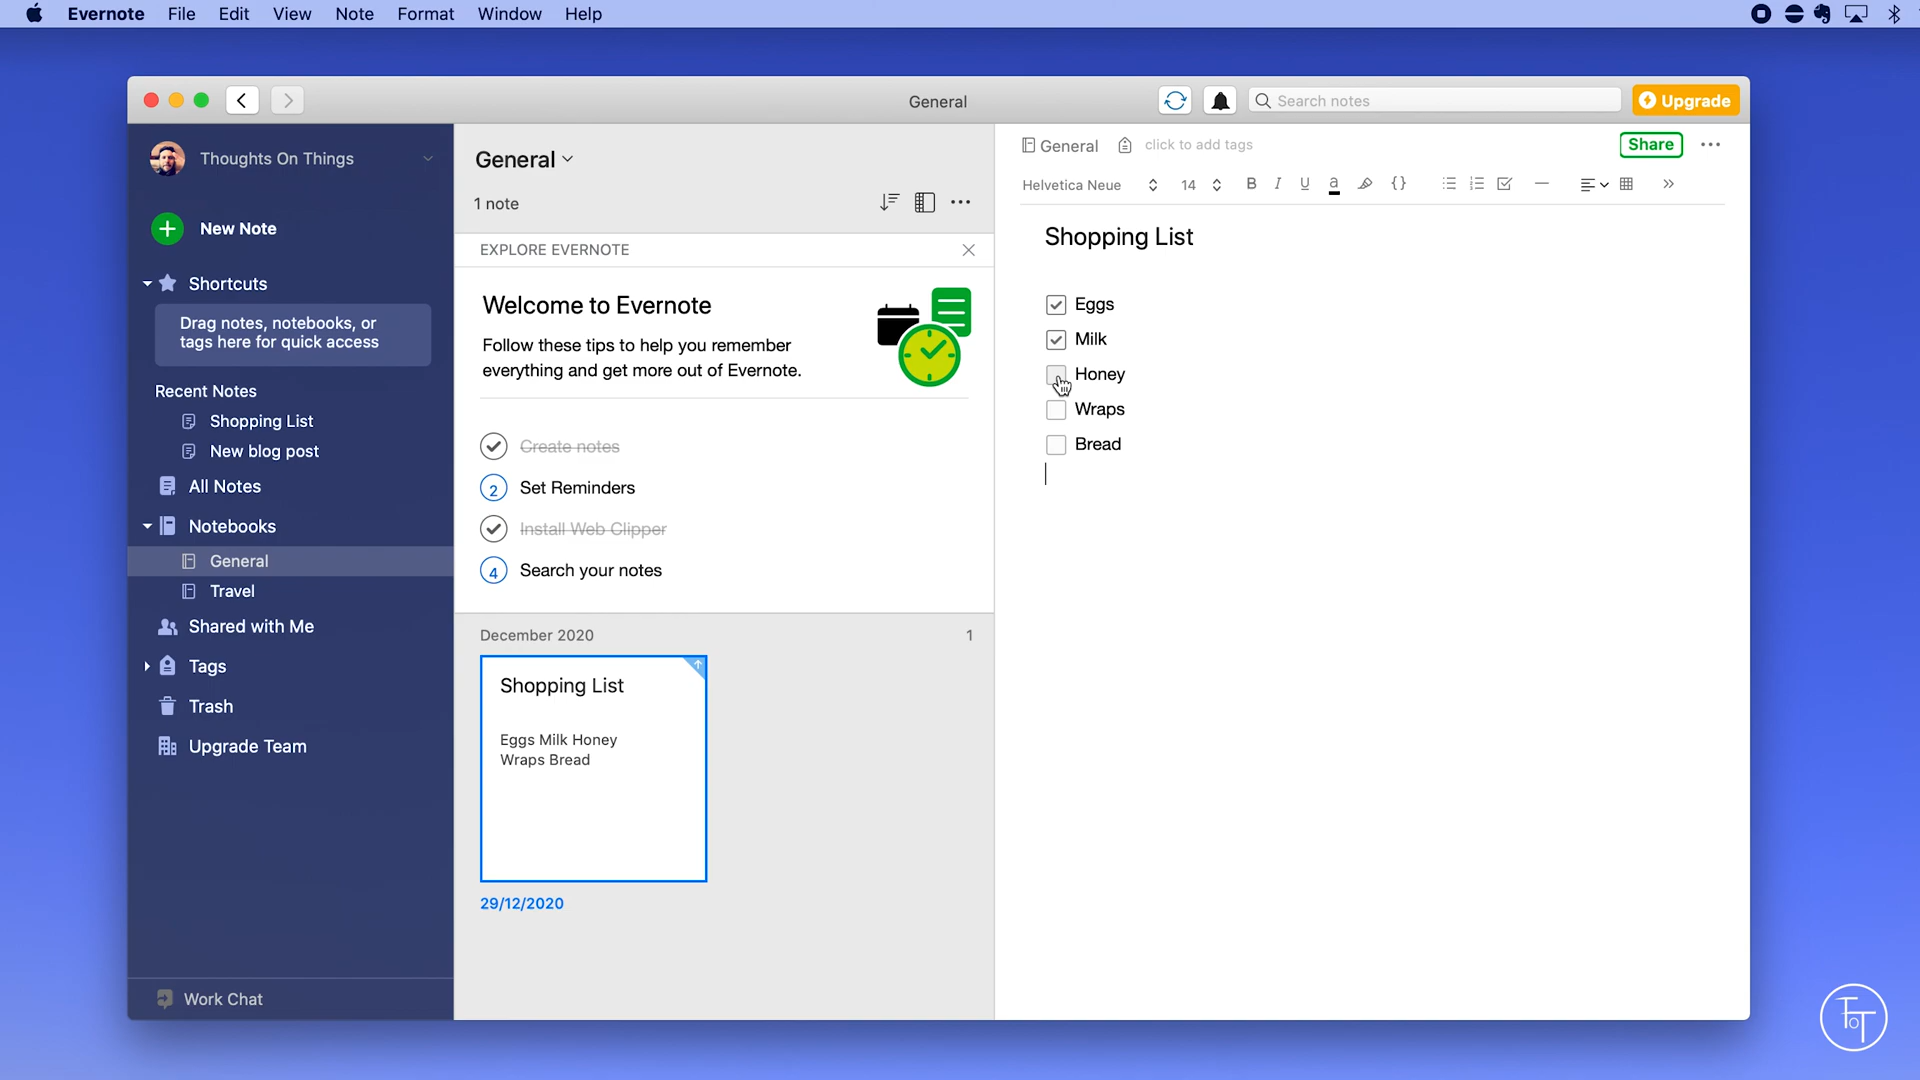 Evernote File Edit View Note Format Window Help
General
Search notes
Upgrade
Thoughts On Things
New Note
Shortcuts
Drag notes, notebooks, or
tags here for quick access
Recent Notes
Shopping List
New blog post
All Notes
Notebooks
General
Travel
Shared with Me
Tags
Trash
Upgrade Team
Work Chat
General
1 note
EXPLORE EVERNOTE
Welcome to Evernote
Follow these tips to help you remember
everything and get more out of Evernote.
Create notes
2 Set Reminders
Install Web Clipper
4 Search your notes
December 2020 1
Shopping List
Eggs Milk Honey
Wraps Bread
29/12/2020
General click to add tags
Share
Helvetica Neue 14 B I U a {}
Shopping List
Eggs
Milk
Honey
Wraps
Bread
ToT